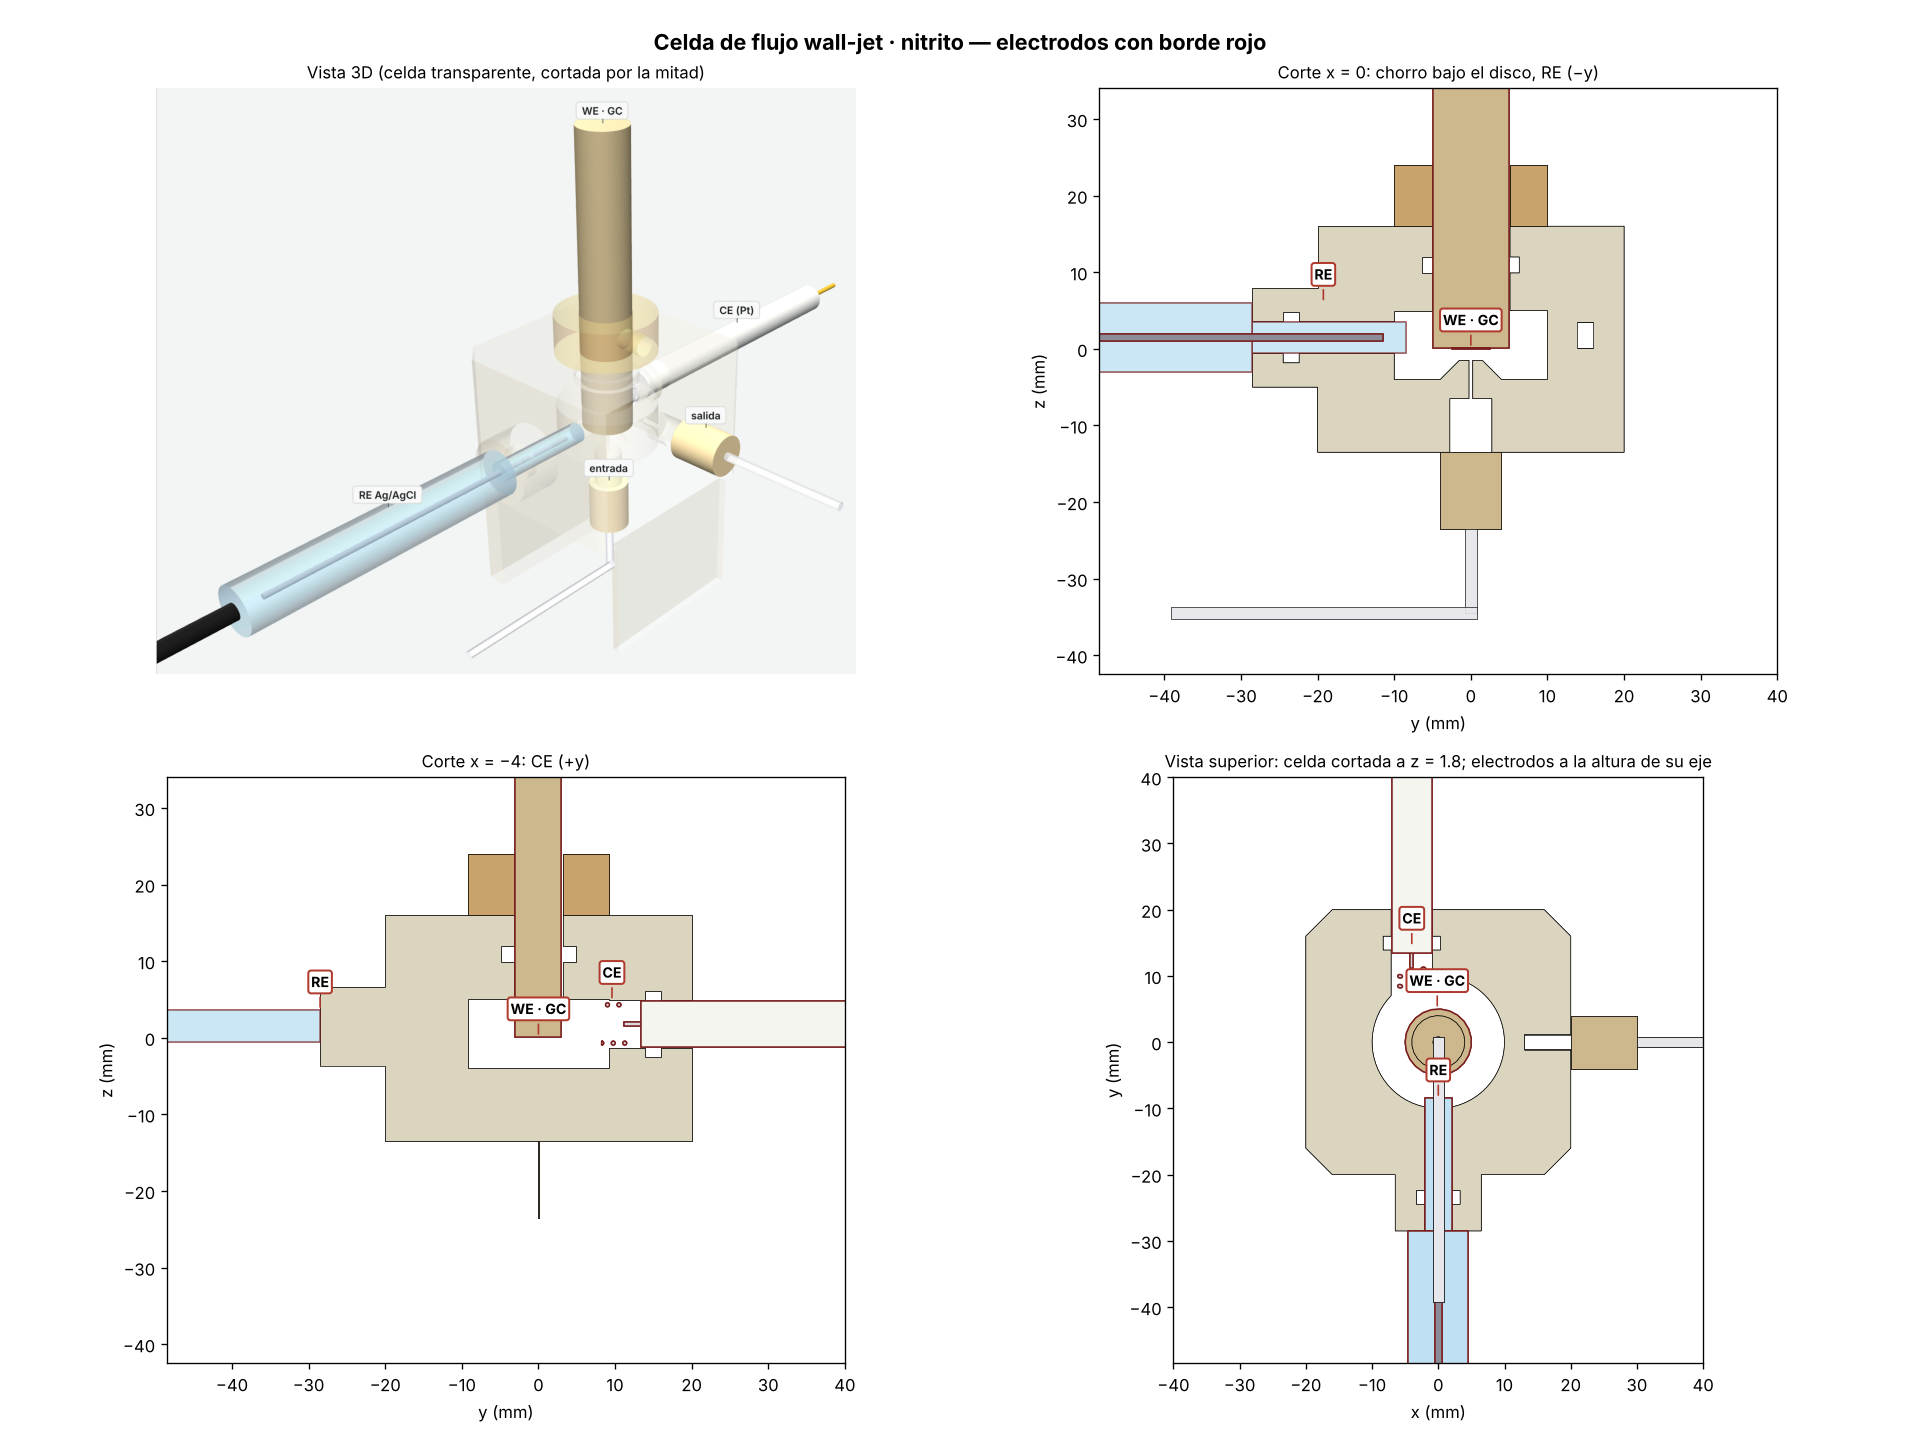 Celda de flujo wall-jet · nitrito — electrodos con borde rojo
Vista 3D (celda transparente, cortada por la mitad)
WE · GC
CE (Pt)
salida
entrada
RE Ag/AgCl
Corte x = 0: chorro bajo el disco, RE (−y)
30
20
10
0
−10
−20
−30
−40
z (mm)
RE
WE · GC
−40
−30
−20
−10
0
10
20
30
40
y (mm)
Corte x = −4: CE (+y)
30
20
10
0
−10
−20
−30
−40
z (mm)
RE
CE
WE · GC
−40
−30
−20
−10
0
10
20
30
40
y (mm)
Vista superior: celda cortada a z = 1.8; electrodos a la altura de su eje
40
30
20
10
0
−10
−20
−30
−40
y (mm)
CE
WE · GC
RE
−40
−30
−20
−10
0
10
20
30
40
x (mm)